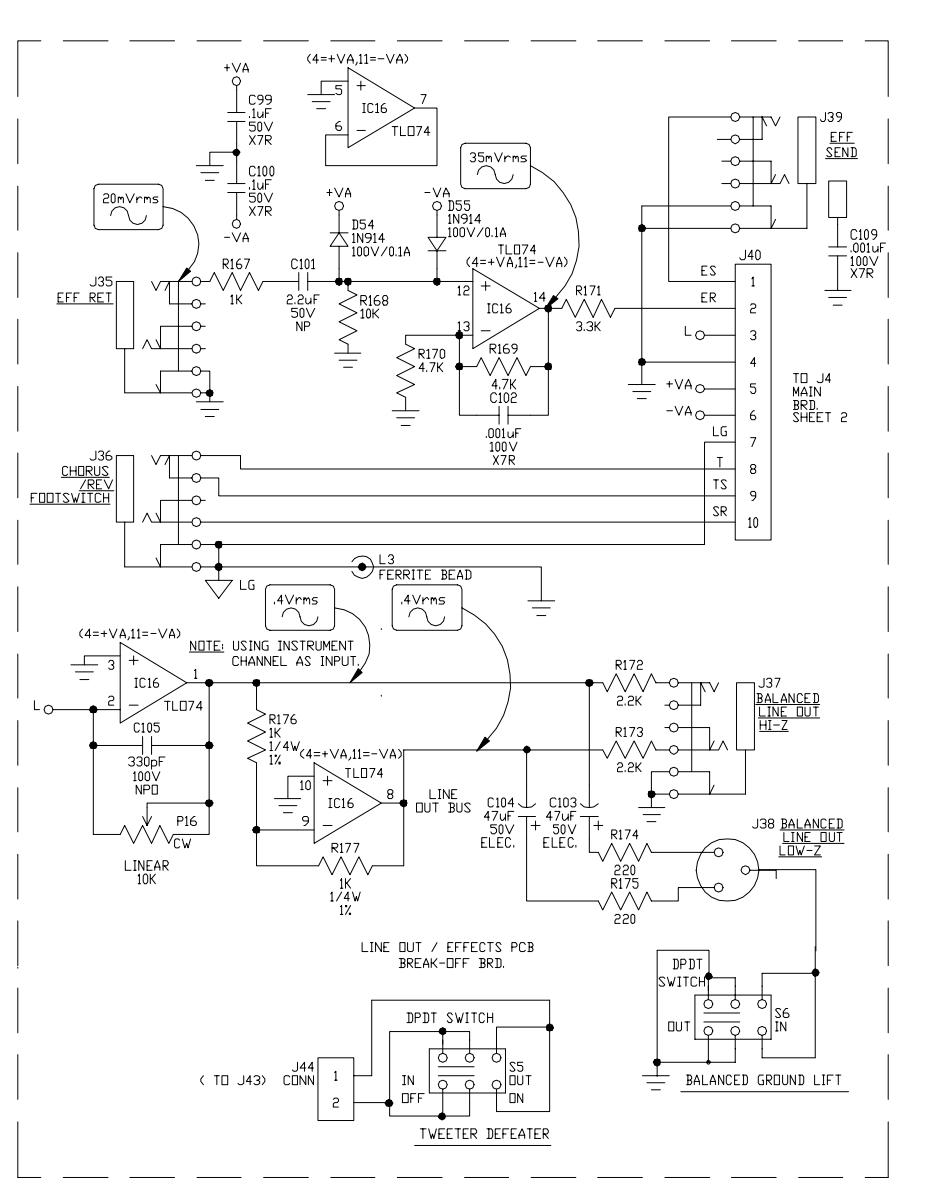 (4=+VA,11=-VA)
+VA
C99
.1uF
50V
X7R
C100
.1uF
50V
X7R
-VA
5
+
IC16
7
6
-
TL074
35mVrms
20mVrms
J39
EFF
SEND
C109
.001uF
100V
X7R
+VA
D54
1N914
100V/0.1A
-VA
D55
1N914
100V/0.1A
TL074
(4=+VA,11=-VA)
J35
EFF RET
R167
1K
C101
2.2uF
50V
NP
R168
10K
12
+
IC16
14
13
-
R171
3.3K
R170
4.7K
R169
4.7K
C102
.001uF
100V
X7R
J40
ES
1
ER
2
L
3
4
+VA
5
-VA
6
LG
7
T
8
TS
9
SR
10
TO J4
MAIN
BRD.
SHEET 2
J36
CHORUS
/REV
FOOTSWITCH
LG
L3
FERRITE BEAD
.4Vrms
.4Vrms
NOTE: USING INSTRUMENT
CHANNEL AS INPUT.
(4=+VA,11=-VA)
3
+
IC16
1
L
2
-
TL074
C105
330pF
100V
NPO
P16
CW
LINEAR
10K
R176
1K
1/4W
1%
(4=+VA,11=-VA)
TL074
10
+
IC16
8
9
-
R177
1K
1/4W
1%
LINE
OUT BUS
R172
2.2K
R173
2.2K
J37
BALANCED
LINE OUT
HI-Z
C104
47uF
50V
ELEC.
+
C103
47uF
50V
ELEC.
+
R174
220
R175
220
J38 BALANCED
LINE OUT
LOW-Z
LINE OUT / EFFECTS PCB
BREAK-OFF BRD.
DPDT
SWITCH
S6
OUT
IN
BALANCED GROUND LIFT
DPDT SWITCH
J44
( TO J43) CONN
1
2
S5
IN
OUT
OFF
ON
TWEETER DEFEATER